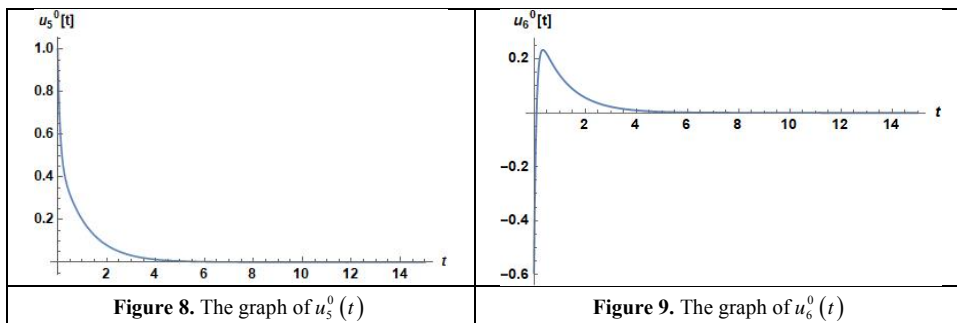 u₅⁰[t]
1.0
0.8
0.6
0.4
0.2
2 4 6 8 10 12 14 t
Figure 8. The graph of u₅⁰(t)
u₆⁰[t]
0.2
2 4 6 8 10 12 14 t
−0.2
−0.4
−0.6
Figure 9. The graph of u₆⁰(t)